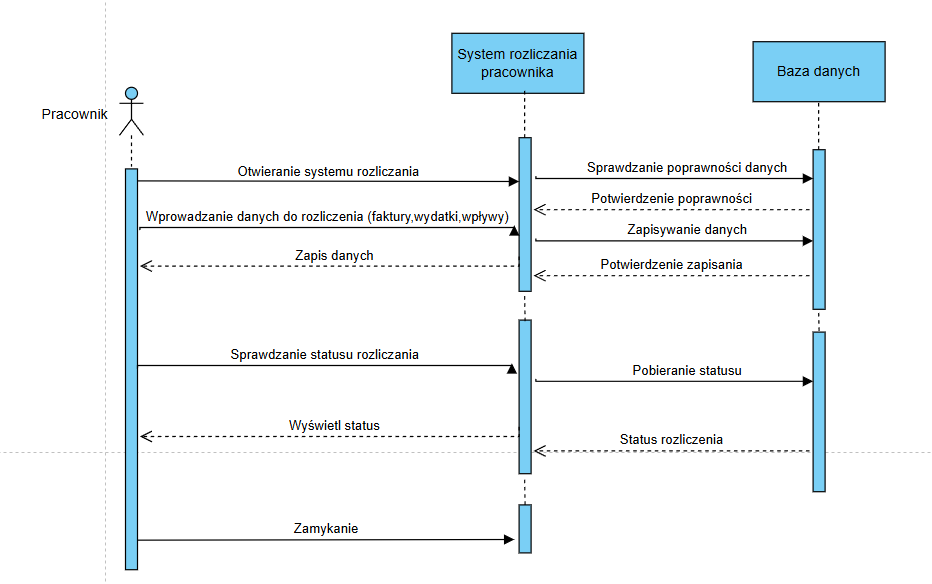 System rozliczania
pracownika
Baza danych
Pracownik
Otwieranie systemu rozliczania
Sprawdzanie poprawności danych
Potwierdzenie poprawności
Wprowadzanie danych do rozliczenia (faktury,wydatki,wpływy)
Zapisywanie danych
Zapis danych
Potwierdzenie zapisania
Sprawdzanie statusu rozliczania
Pobieranie statusu
Wyświetl status
Status rozliczenia
Zamykanie